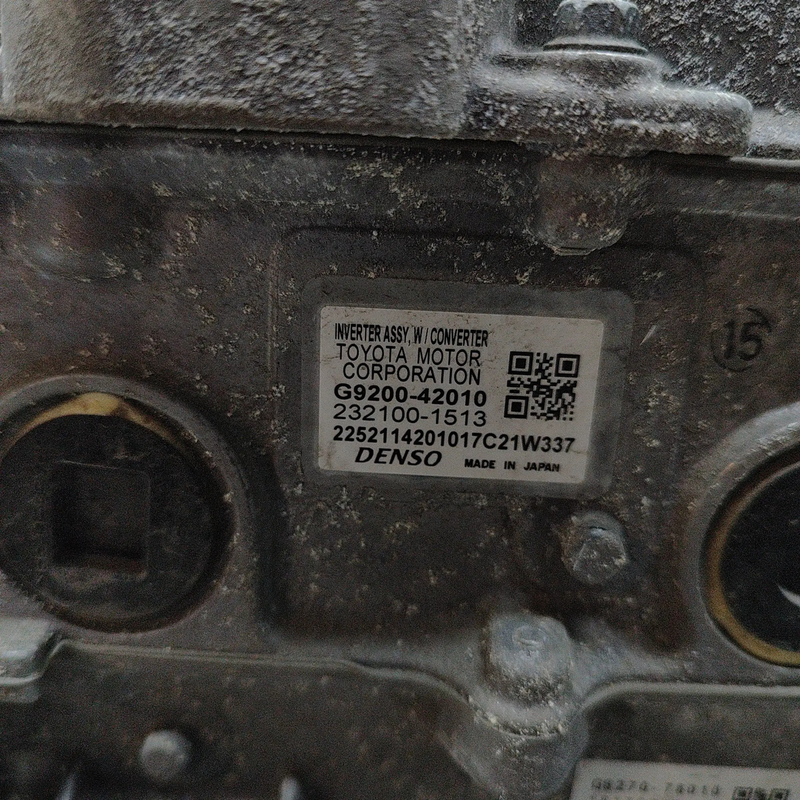 INVERTER ASSY, W / CONVERTER
TOYOTA MOTOR
CORPORATION
G9200-42010
232100-1513
2252114201017C21W337
DENSO MADE IN JAPAN
15